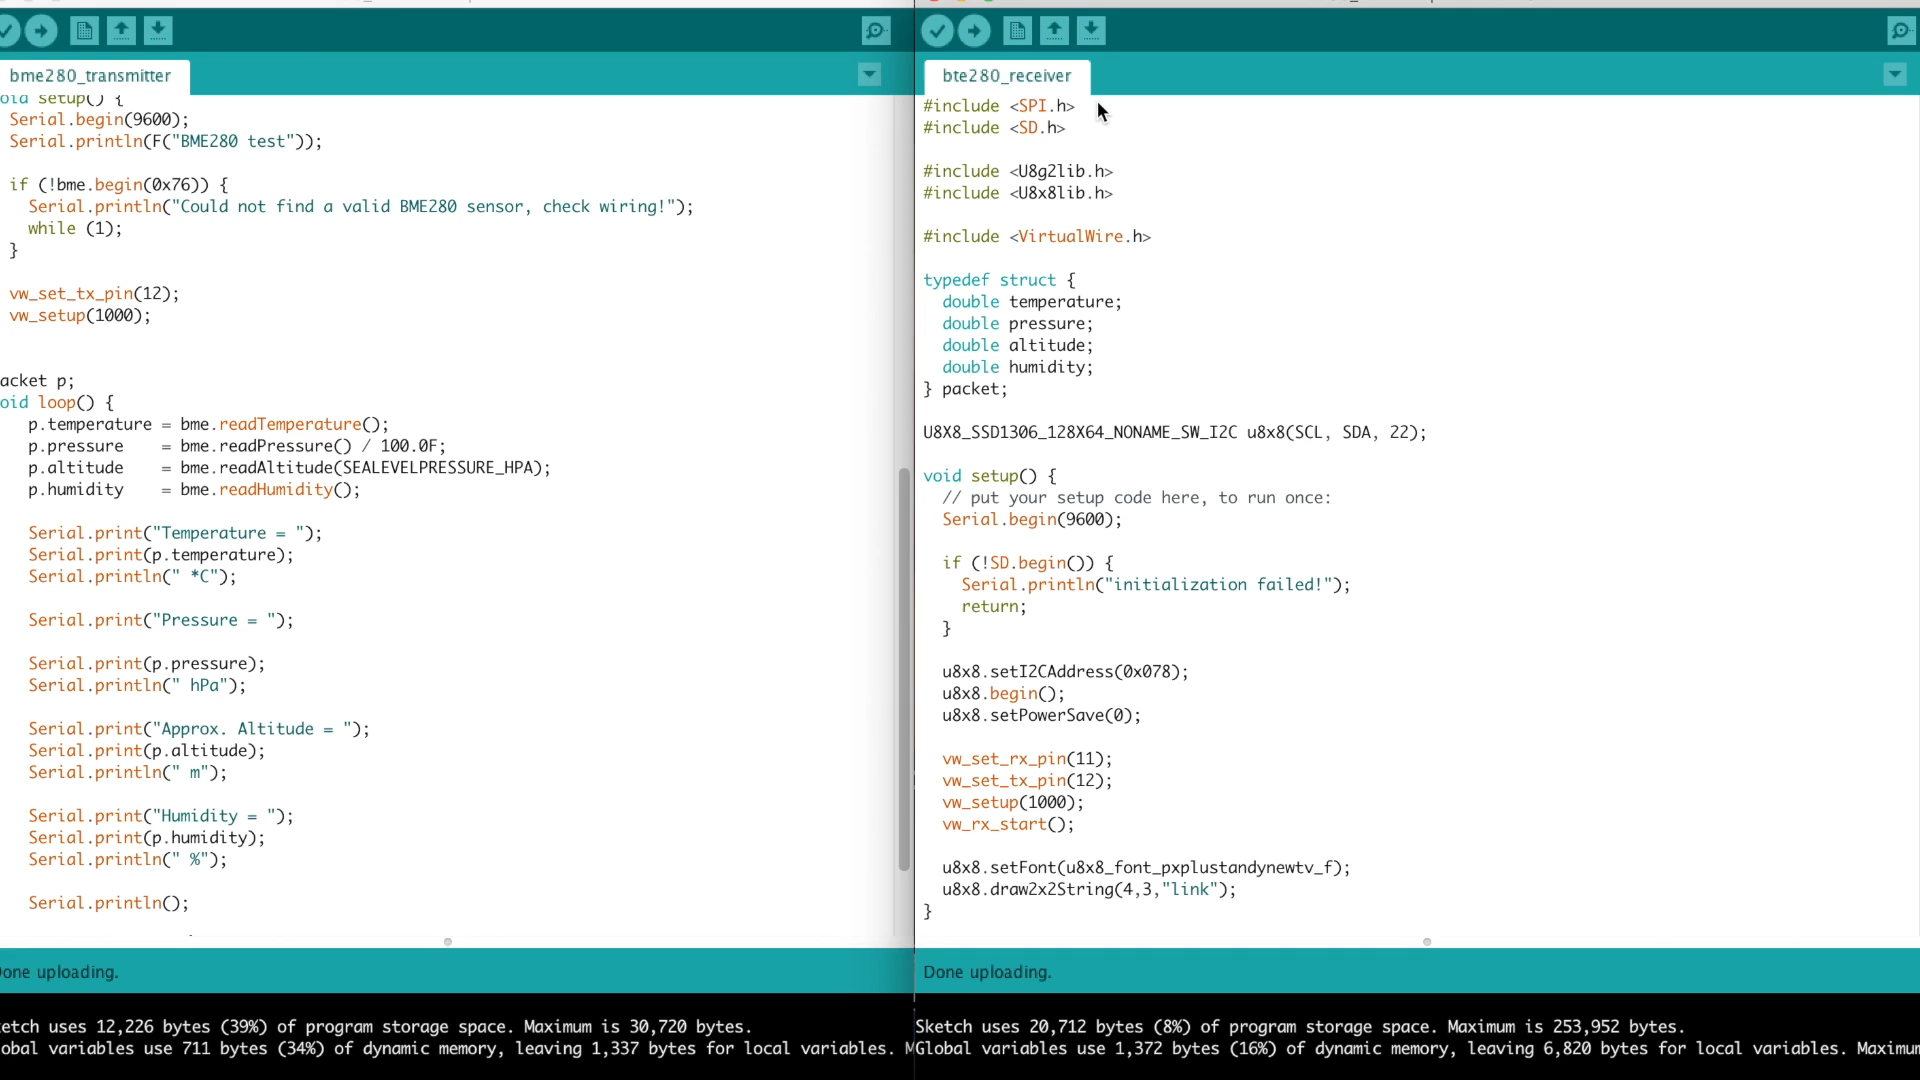 bme280_transmitter
oid setup() {
Serial.begin(9600);
Serial.println(F("BME280 test"));
if (!bme.begin(0x76)) {
Serial.println("Could not find a valid BME280 sensor, check wiring!");
while (1);
}
vw_set_tx_pin(12);
vw_setup(1000);
acket p;
oid loop() {
p.temperature = bme.readTemperature();
p.pressure    = bme.readPressure() / 100.0F;
p.altitude    = bme.readAltitude(SEALEVELPRESSURE_HPA);
p.humidity    = bme.readHumidity();
Serial.print("Temperature = ");
Serial.print(p.temperature);
Serial.println(" *C");
Serial.print("Pressure = ");
Serial.print(p.pressure);
Serial.println(" hPa");
Serial.print("Approx. Altitude = ");
Serial.print(p.altitude);
Serial.println(" m");
Serial.print("Humidity = ");
Serial.print(p.humidity);
Serial.println(" %");
Serial.println();
one uploading.
etch uses 12,226 bytes (39%) of program storage space. Maximum is 30,720 bytes.
obal variables use 711 bytes (34%) of dynamic memory, leaving 1,337 bytes for local variables. M
bte280_receiver
#include <SPI.h>
#include <SD.h>
#include <U8g2lib.h>
#include <U8x8lib.h>
#include <VirtualWire.h>
typedef struct {
double temperature;
double pressure;
double altitude;
double humidity;
} packet;
U8X8_SSD1306_128X64_NONAME_SW_I2C u8x8(SCL, SDA, 22);
void setup() {
// put your setup code here, to run once:
Serial.begin(9600);
if (!SD.begin()) {
Serial.println("initialization failed!");
return;
}
u8x8.setI2CAddress(0x078);
u8x8.begin();
u8x8.setPowerSave(0);
vw_set_rx_pin(11);
vw_set_tx_pin(12);
vw_setup(1000);
vw_rx_start();
u8x8.setFont(u8x8_font_pxplustandynewtv_f);
u8x8.draw2x2String(4,3,"link");
}
Done uploading.
Sketch uses 20,712 bytes (8%) of program storage space. Maximum is 253,952 bytes.
Global variables use 1,372 bytes (16%) of dynamic memory, leaving 6,820 bytes for local variables. Maximum